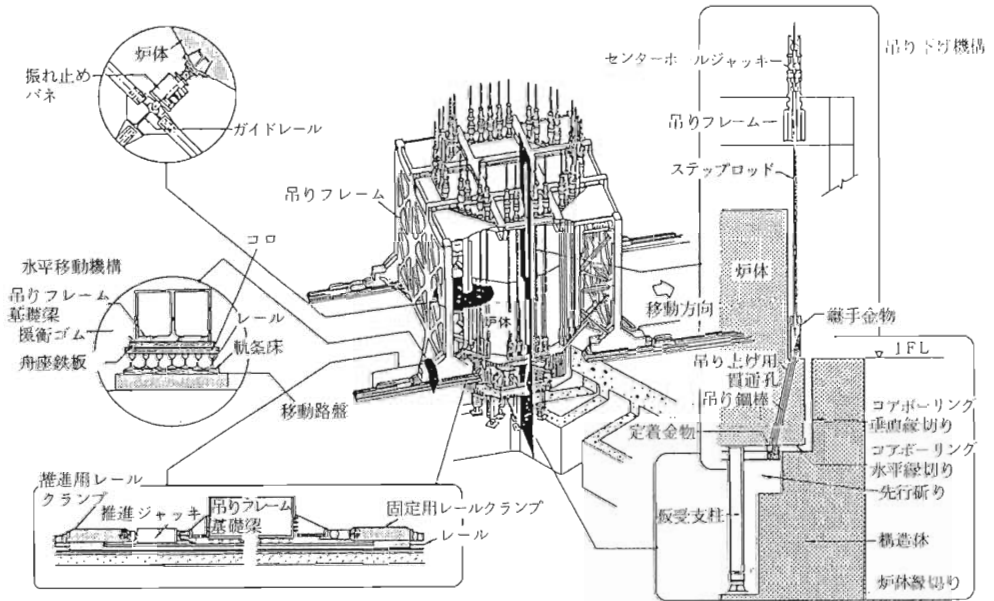 炉体
振れ止め
バネ
ガイドレール
吊りフレーム
コロ
水平移動機構
吊りフレーム
基礎梁
緩衝ゴム
舟座鉄板
レール
軌条床
移動路盤
炉体
移動方向
推進用レール
クランプ
推進ジャッキ
吊りフレーム
基礎梁
固定用レールクランプ
レール
吊り下げ機構
センターホールジャッキ
吊りフレーム
ステップロッド
炉体
継手金物
1FL
吊り上げ用
貫通孔
吊り鋼棒
定着金物
コアボーリング
垂直縁切り
コアボーリング
水平縁切り
先行斫り
仮受支柱
構造体
炉体縁切り